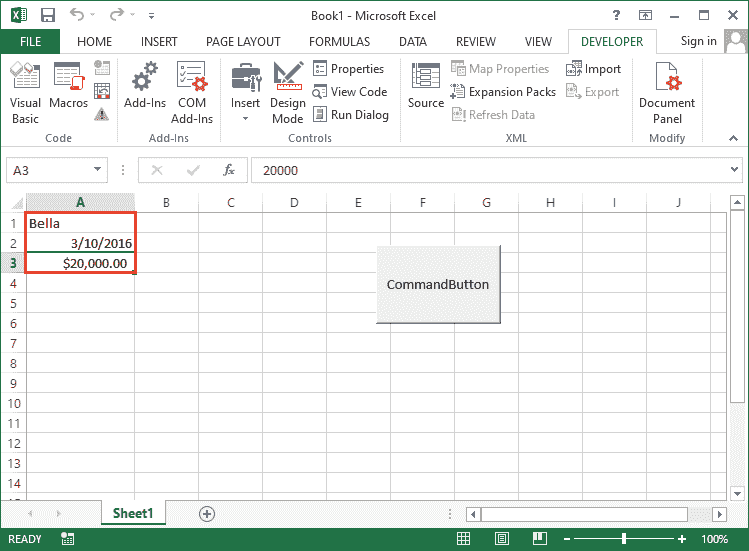 Book1 - Microsoft Excel
?
FILE HOME INSERT PAGE LAYOUT FORMULAS DATA REVIEW VIEW DEVELOPER Sign in
Visual Basic
Macros
Code
Add-Ins
COM Add-Ins
Add-Ins
Insert
Design Mode
Properties
View Code
Run Dialog
Controls
Source
Map Properties
Expansion Packs
Refresh Data
Import
Export
XML
Document Panel
Modify
A3 fx 20000
A B C D E F G H I J
1 Bella
2 3/10/2016
3 $20,000.00
4
5
6
7
8
9
10
11
12
13
14
CommandButton
Sheet1
READY 100%